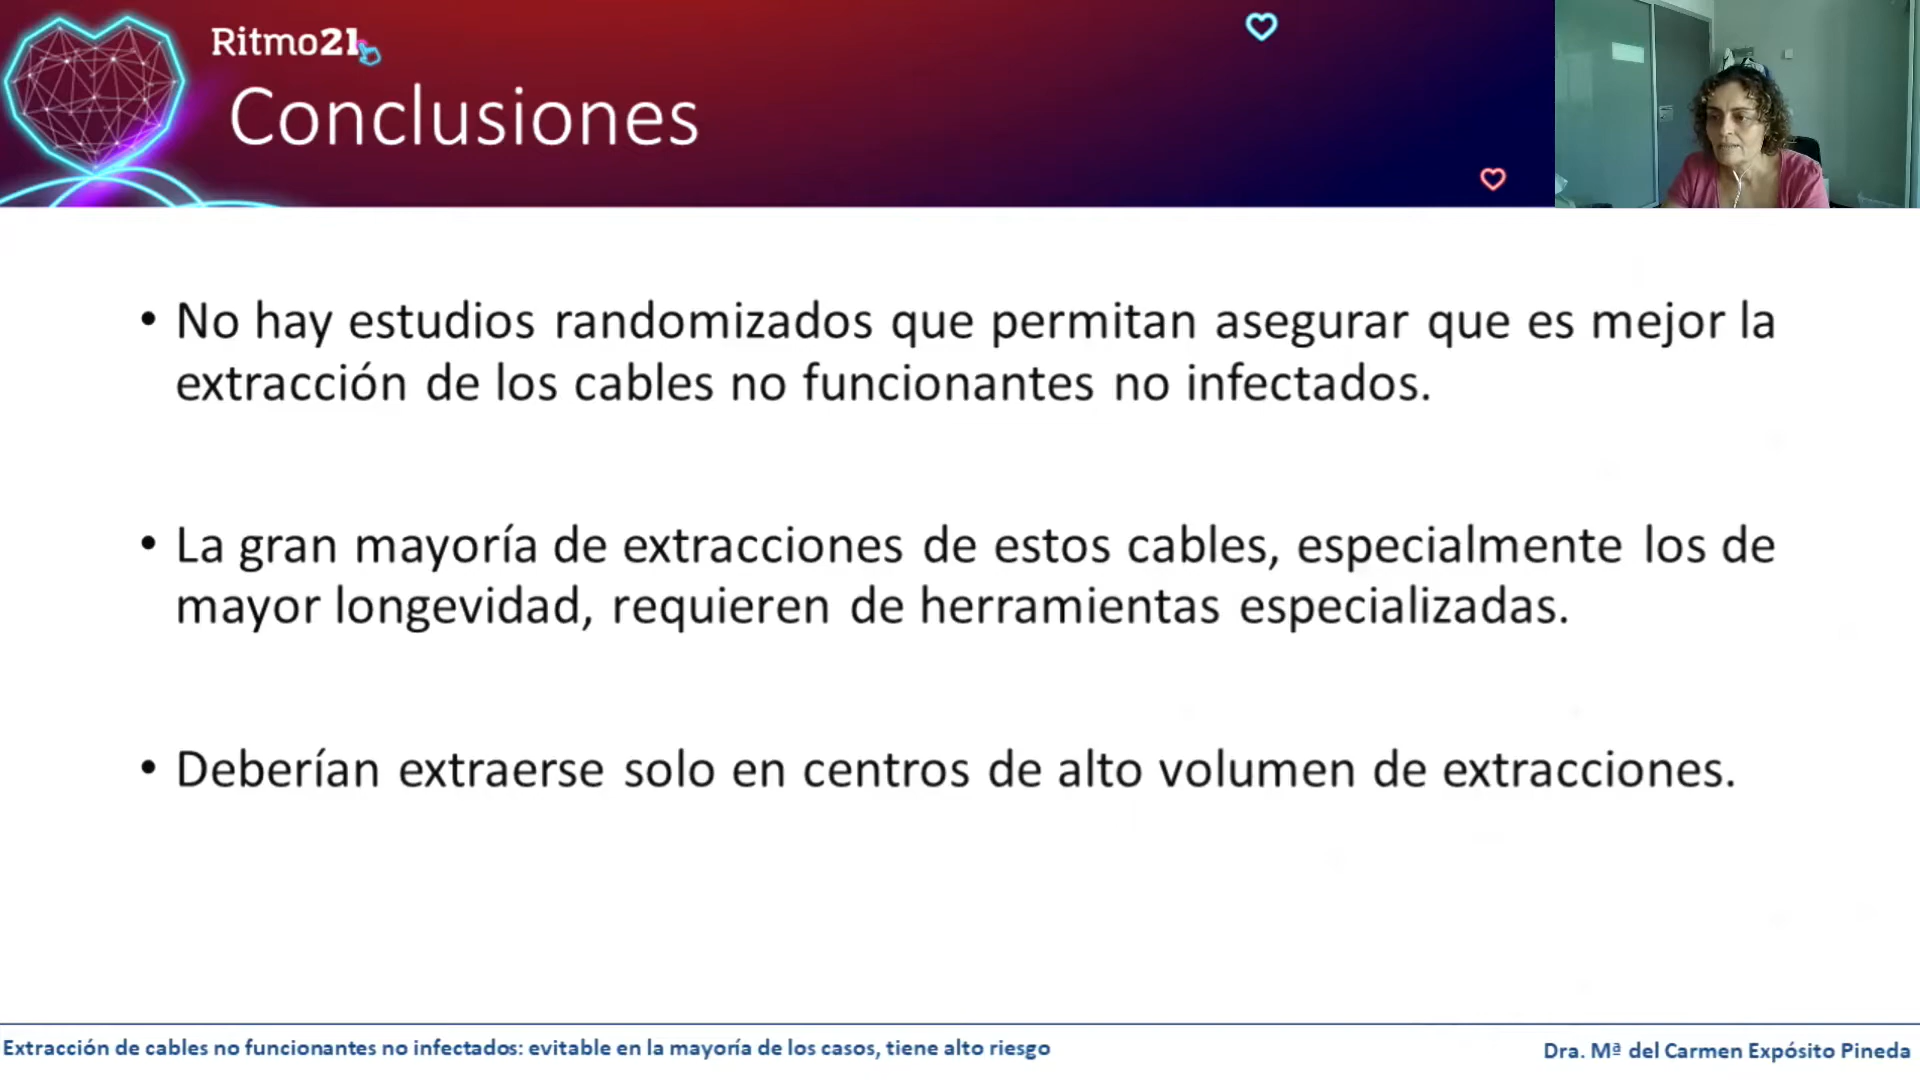 Ritmo21
Conclusiones
• No hay estudios randomizados que permitan asegurar que es mejor la
extracción de los cables no funcionantes no infectados.
• La gran mayoría de extracciones de estos cables, especialmente los de
mayor longevidad, requieren de herramientas especializadas.
• Deberían extraerse solo en centros de alto volumen de extracciones.
Extracción de cables no funcionantes no infectados: evitable en la mayoría de los casos, tiene alto riesgo
Dra. Mª del Carmen Expósito Pineda